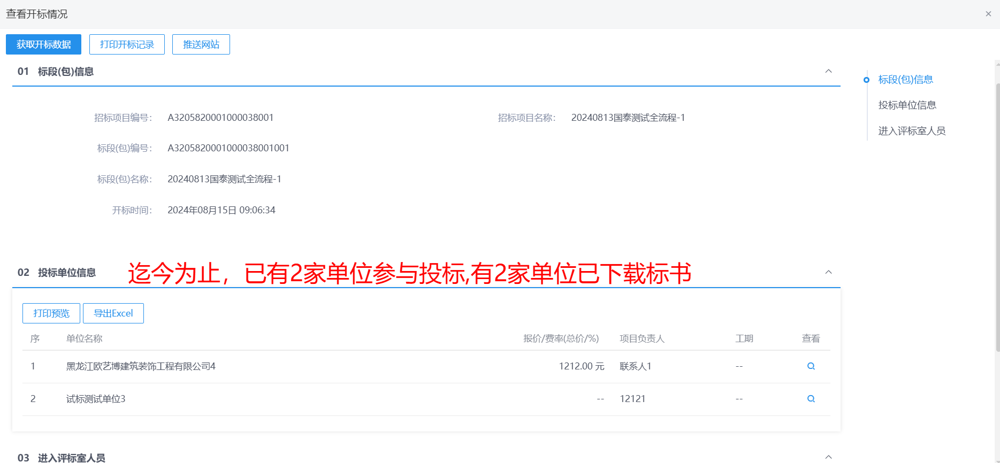 查看开标情况
获取开标数据 打印开标记录 推送网站
01 标段(包)信息
招标项目编号： A3205820001000038001 招标项目名称： 20240813国泰测试全流程-1
标段(包)编号： A3205820001000038001001
标段(包)名称： 20240813国泰测试全流程-1
开标时间： 2024年08月15日 09:06:34
标段(包)信息
投标单位信息
进入评标室人员
02 投标单位信息 迄今为止，已有2家单位参与投标,有2家单位已下载标书
打印预览 导出Excel
序 单位名称 报价/费率(总价/%) 项目负责人 工期 查看
1 黑龙江欧艺博建筑装饰工程有限公司4 1212.00 元 联系人1 --
2 试标测试单位3 -- 12121 --
03 进入评标室人员